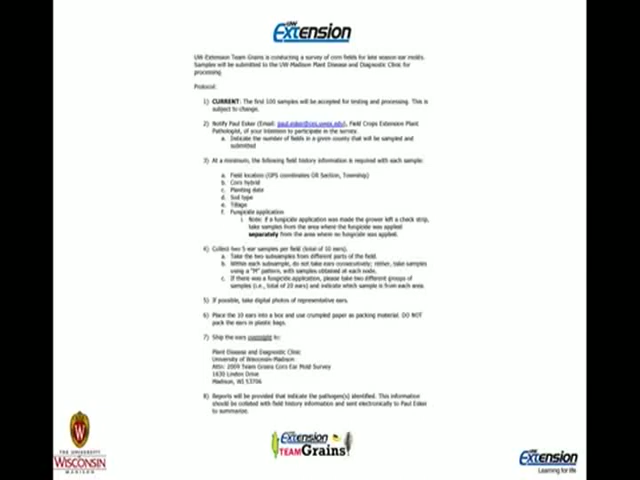 UW Extension
UW-Extension Team Grains is conducting a survey of corn fields for late season ear molds.
Samples will be submitted to the UW-Madison Plant Disease and Diagnostic Clinic for
processing
Protocol:
1) CURRENT: The first 100 samples will be accepted for testing and processing. This is
subject to change.
2) Notify Paul Esker (Email: paul.esker@ces.uwex.edu), Field Crops Extension Plant
Pathologist, of your intention to participate in the survey.
a. Indicate the number of fields in a given county that will be sampled and
submitted
3) At a minimum, the following field history information is required with each sample:
a. Field location (GPS coordinates OR Section, Township)
b. Corn hybrid
c. Planting date
d. Soil type
e. Tillage
f. Fungicide application
i. Note: if a fungicide application was made the grower left a check strip,
take samples from the area where the fungicide was applied
separately from the area where no fungicide was applied.
4) Collect two 5-ear samples per field (total of 10 ears).
a. Take the two subsamples from different parts of the field.
b. Within each subsample, do not take ears consecutively; rather, take samples
using a "M" pattern, with samples obtained at each node.
c. If there was a fungicide application, please take two different groups of
samples (i.e., total of 20 ears) and indicate which sample is from each area.
5) If possible, take digital photos of representative ears.
6) Place the 10 ears into a box and use crumpled paper as packing material. DO NOT
pack the ears in plastic bags.
7) Ship the ears overnight to:
Plant Disease and Diagnostic Clinic
University of Wisconsin-Madison
Attn: 2009 Team Grains Corn Ear Mold Survey
1630 Linden Drive
Madison, WI 53706
8) Reports will be provided that indicate the pathogen(s) identified. This information
should be collated with field history information and sent electronically to Paul Esker
to summarize.
UW Extension
TEAM Grains
W
THE UNIVERSITY
of
WISCONSIN
MADISON
UW Extension
Learning for life